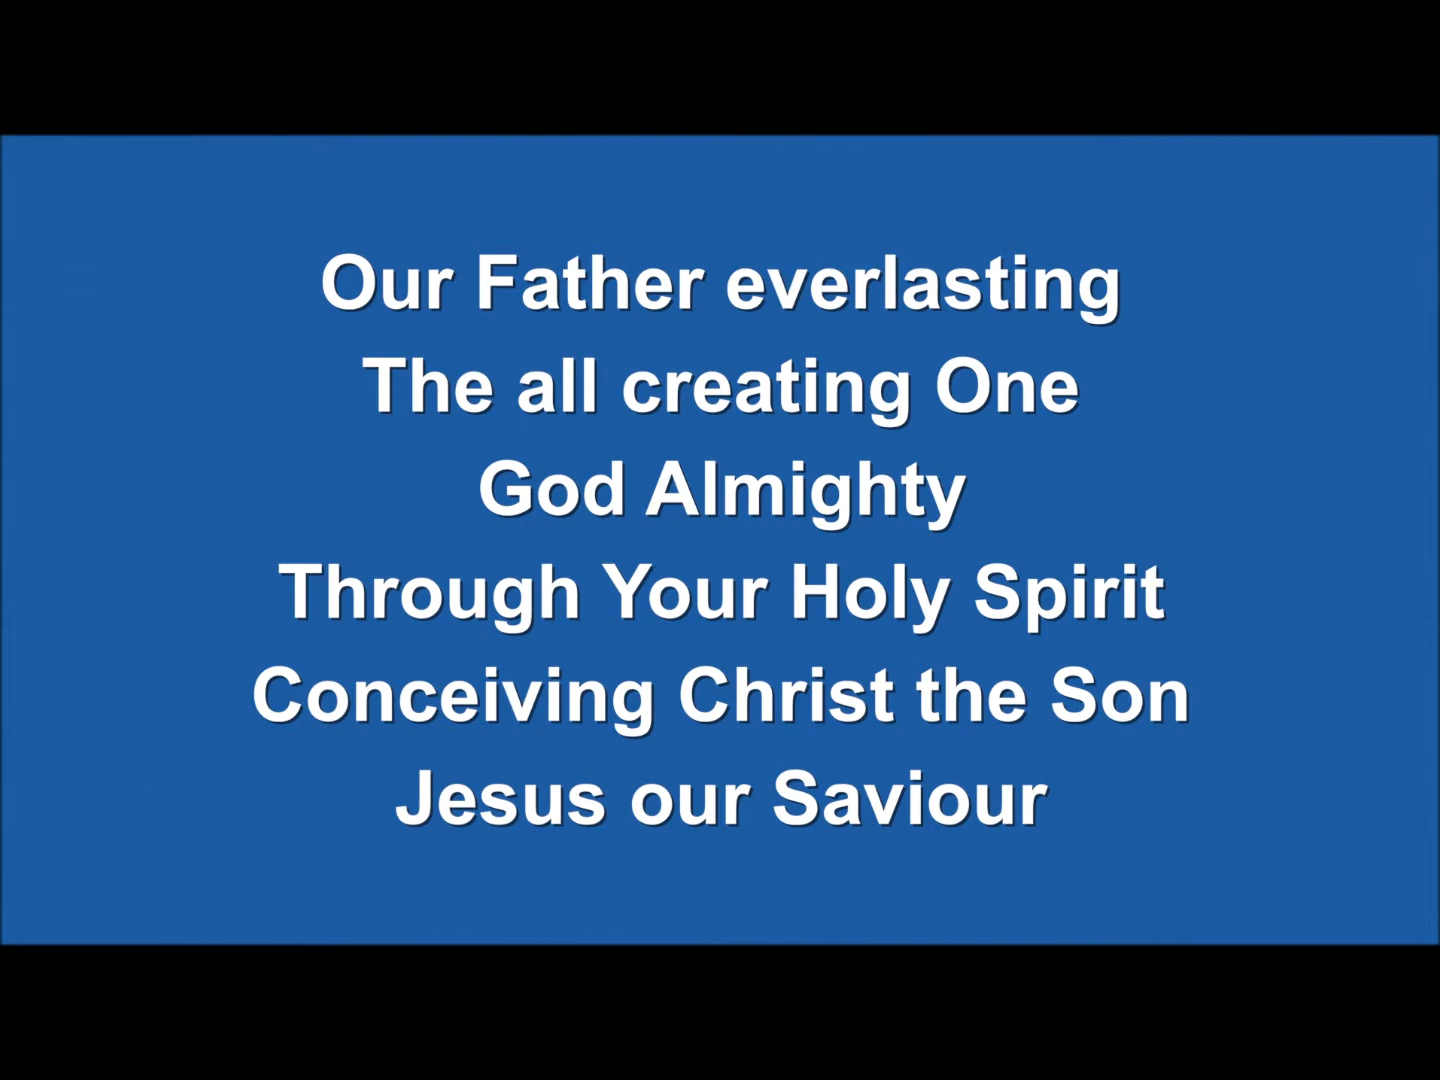 Our Father everlasting
The all creating One
God Almighty
Through Your Holy Spirit
Conceiving Christ the Son
Jesus our Saviour